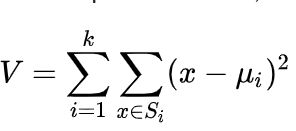 V = \sum_{i=1}^{k} \sum_{x \in S_i} (x - \mu_i)^2